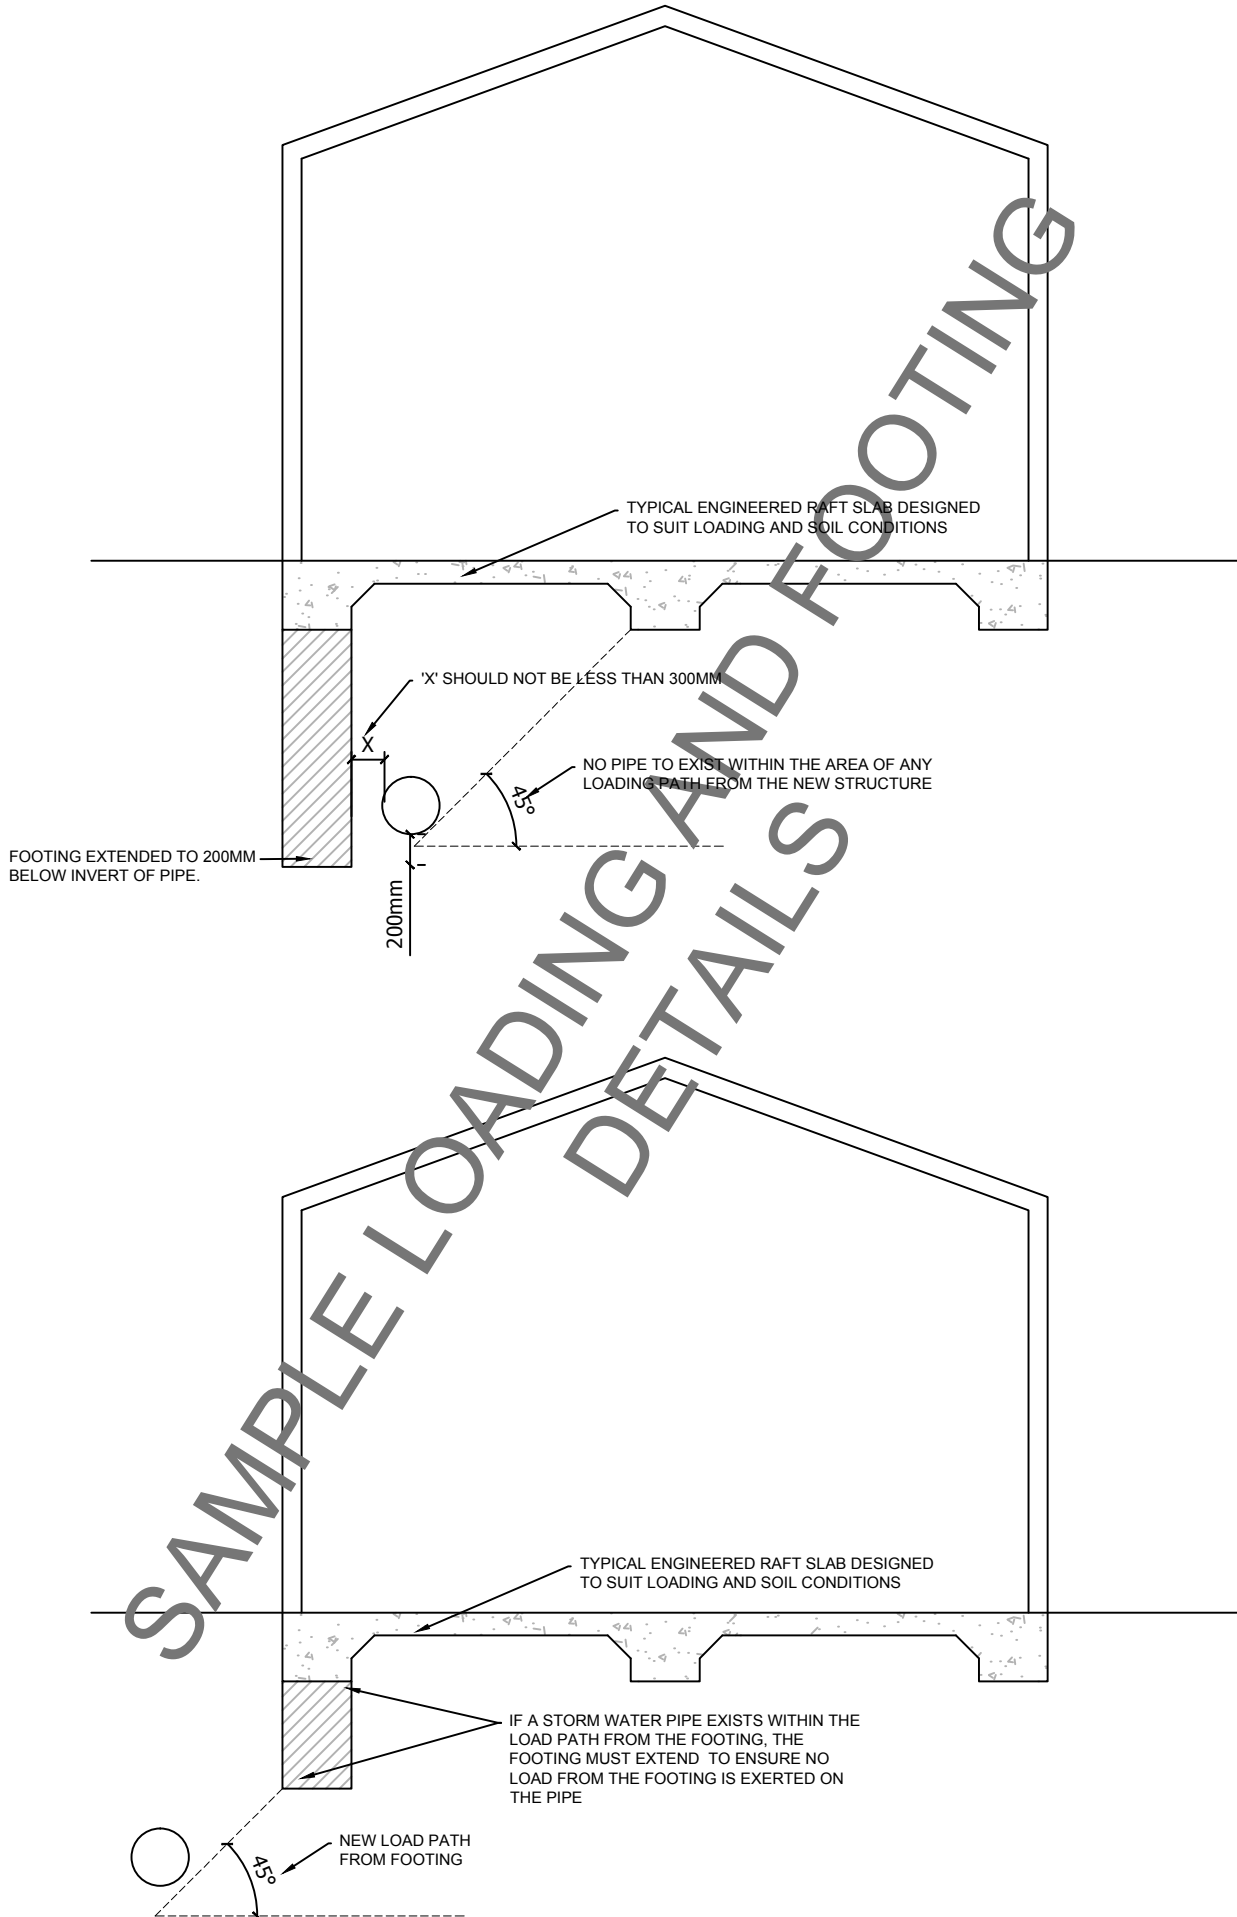 TYPICAL ENGINEERED RAFT SLAB DESIGNED
TO SUIT LOADING AND SOIL CONDITIONS
'X' SHOULD NOT BE LESS THAN 300MM
X
NO PIPE TO EXIST WITHIN THE AREA OF ANY
LOADING PATH FROM THE NEW STRUCTURE
45°
FOOTING EXTENDED TO 200MM
BELOW INVERT OF PIPE.
200mm
SAMPLE LOADING AND FOOTING
DETAILS
TYPICAL ENGINEERED RAFT SLAB DESIGNED
TO SUIT LOADING AND SOIL CONDITIONS
IF A STORM WATER PIPE EXISTS WITHIN THE
LOAD PATH FROM THE FOOTING, THE
FOOTING MUST EXTEND TO ENSURE NO
LOAD FROM THE FOOTING IS EXERTED ON
THE PIPE
NEW LOAD PATH
FROM FOOTING
45°